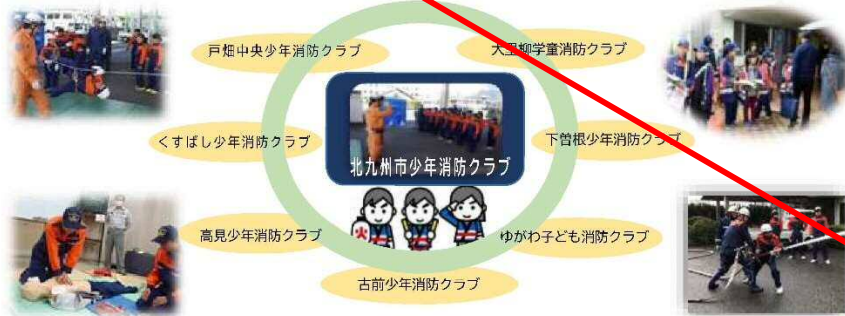 戸畑中央少年消防クラブ
大里柳学童消防クラブ
くすばし少年消防クラブ
北九州市少年消防クラブ
下曽根少年消防クラブ
高見少年消防クラブ
火
ゆがわ子ども消防クラブ
古前少年消防クラブ